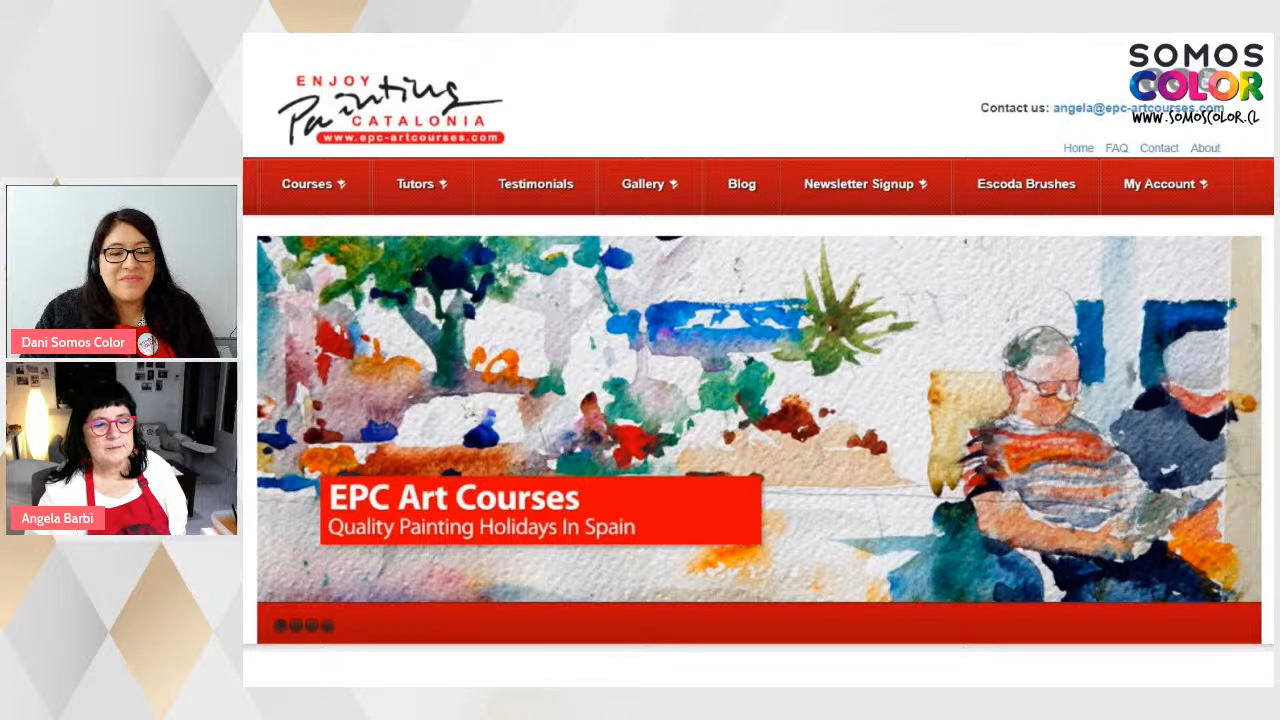 ENJOY
Painting
CATALONIA
www.epc-artcourses.com
SOMOS
COLOR
WWW.SOMOSCOLOR.CL
Contact us: angela@epc-artcourses.com
Home FAQ Contact About
Courses Tutors Testimonials Gallery Blog Newsletter Signup Escoda Brushes My Account
Dani Somos Color
Angela Barbi
EPC Art Courses
Quality Painting Holidays In Spain